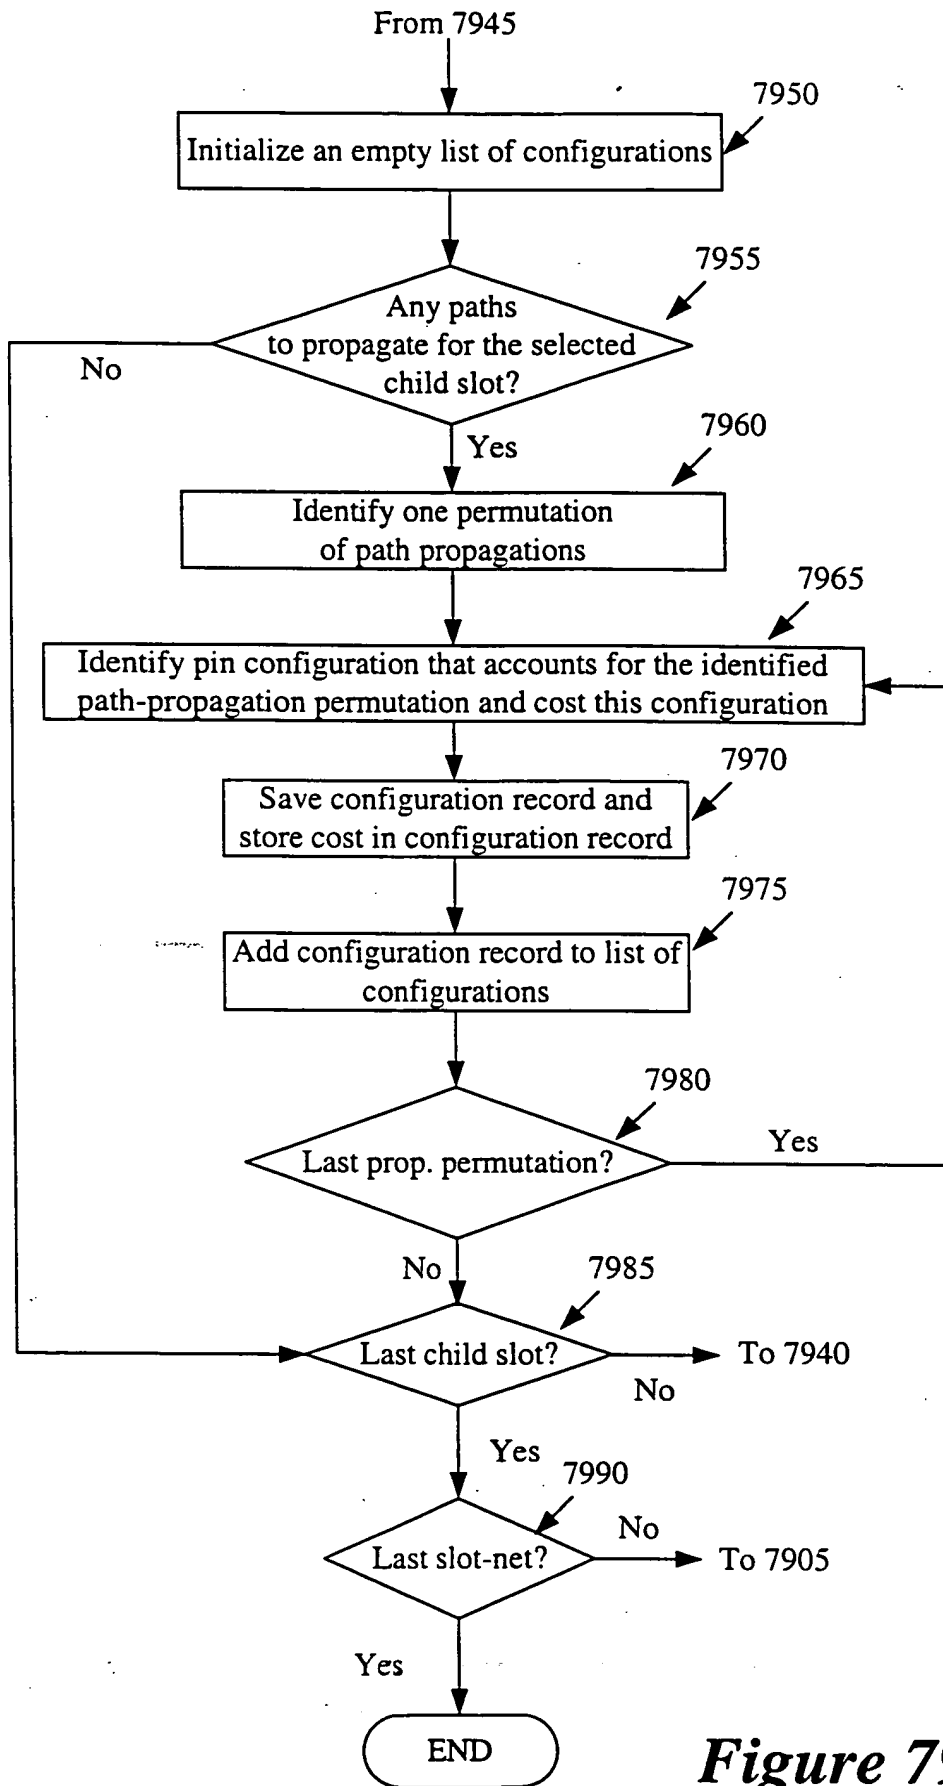 From 7945
7950
Initialize an empty list of configurations
7955
Any paths
to propagate for the selected
child slot?
No
Yes
7960
Identify one permutation
of path propagations
7965
Identify pin configuration that accounts for the identified
path-propagation permutation and cost this configuration
7970
Save configuration record and
store cost in configuration record
7975
Add configuration record to list of
configurations
7980
Last prop. permutation?
Yes
No
7985
Last child slot?
To 7940
No
Yes
7990
Last slot-net?
No
To 7905
Yes
END
Figure 79